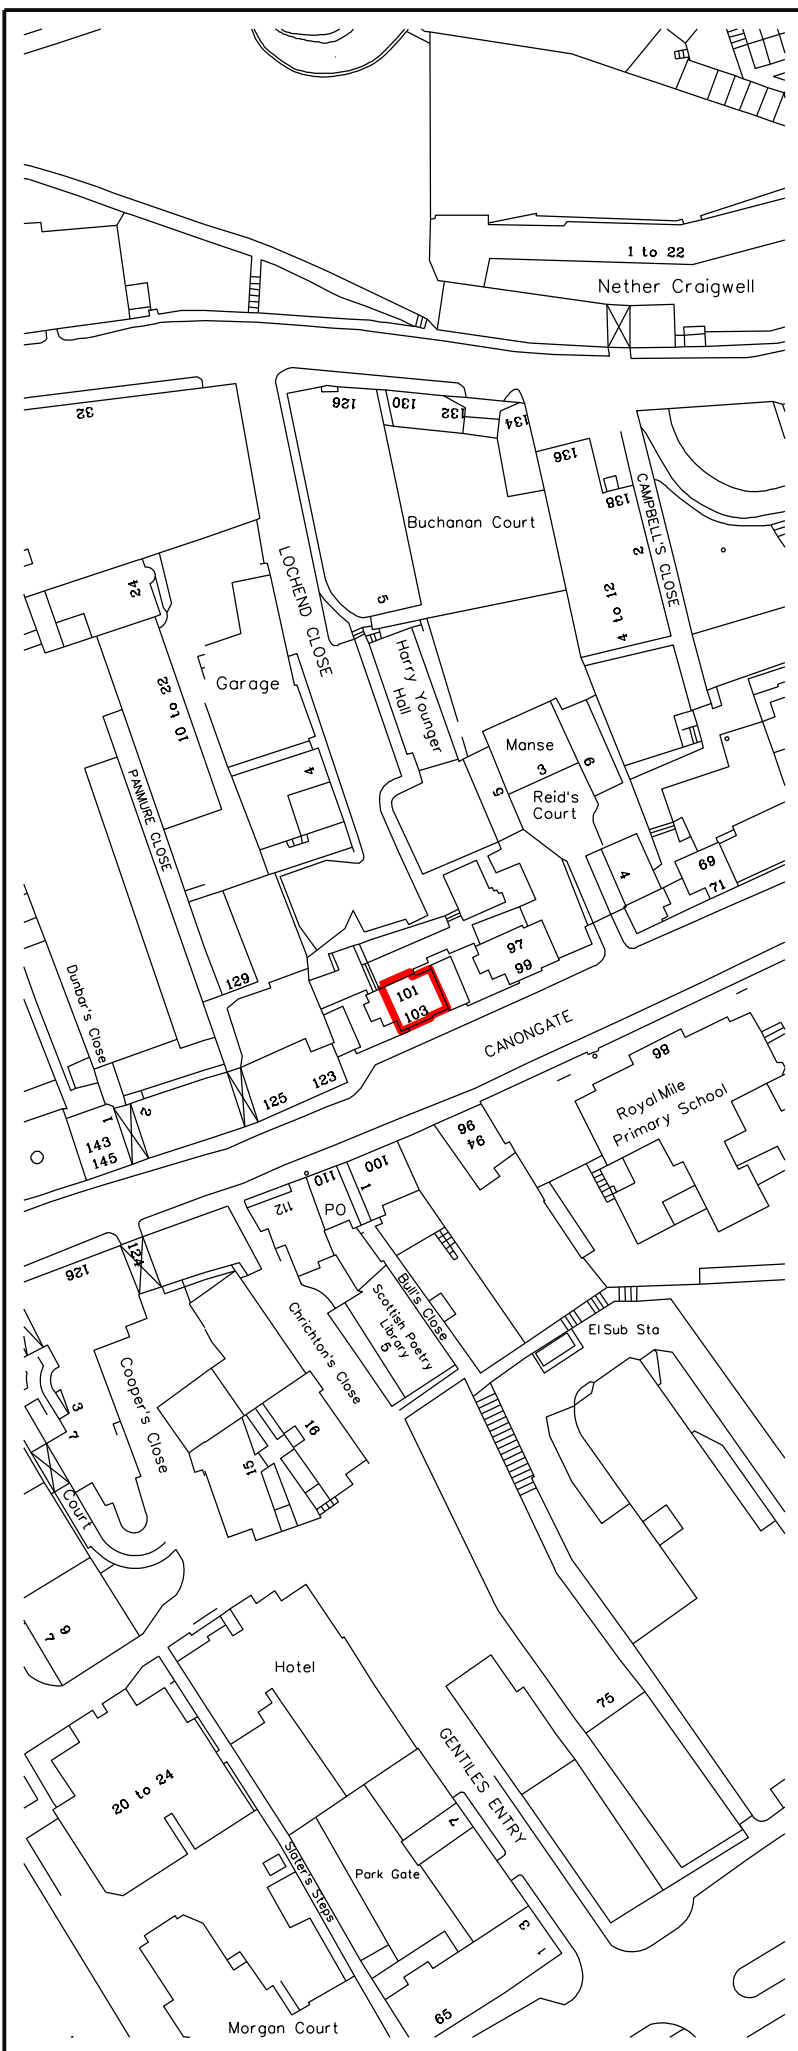 1 to 22
Nether Craigwell
32
126
130
132
134
136
138
CAMPBELL'S CLOSE
Buchanan Court
2
4 to 12
LOCHEND CLOSE
24
5
Harry Younger
Hall
Garage
10 to 22
PANMURE CLOSE
4
Manse
3
5
6
Reid's
Court
4
69
71
97
99
129
101
103
Dunbar's Close
CANONGATE
123
125
1
2
143
145
86
Royal Mile
Primary School
96
94
100
1
110
112
PO
124
126
Bull's Close
Scottish Poetry
Library
5
El Sub Sta
Chrichton's Close
Cooper's Close
3
7
16
15
Court
9
7
Hotel
75
GENTILES ENTRY
20 to 24
7
Slater's Steps
Park Gate
3
1
65
Morgan Court